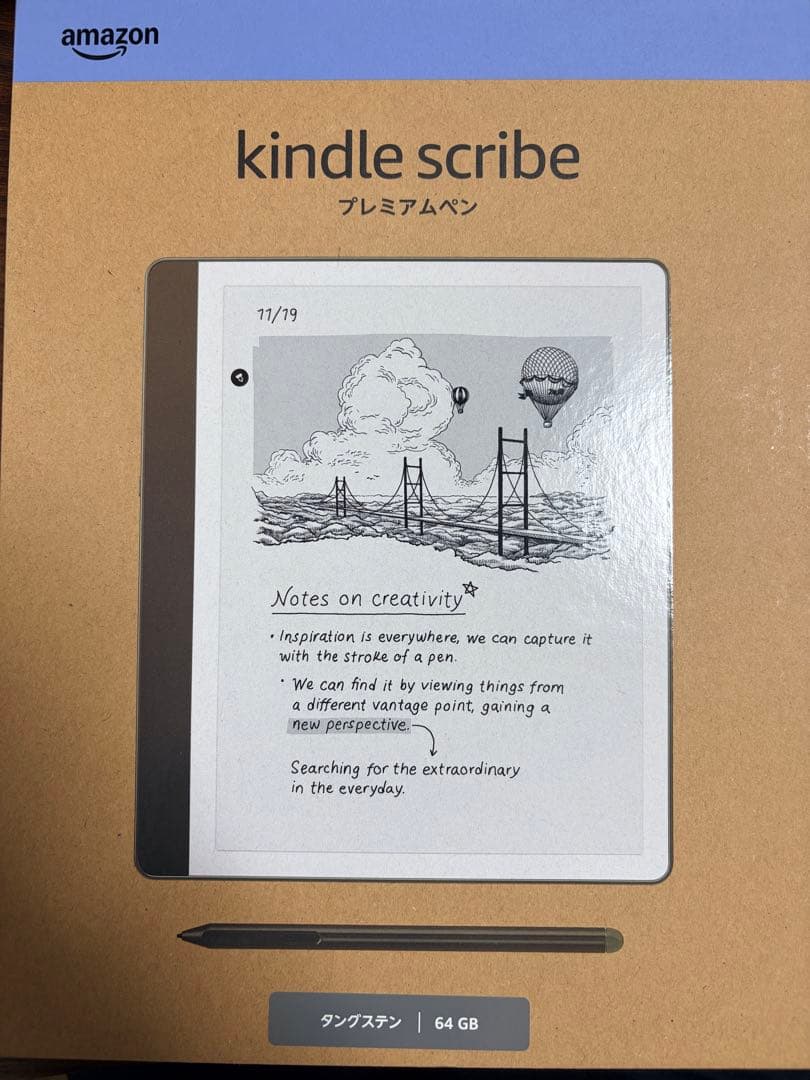 amazon
kindle scribe
プレミアムペン
11/19
Notes on creativity
• Inspiration is everywhere, we can capture it
with the stroke of a pen.
• We can find it by viewing things from
a different vantage point, gaining a
new perspective.
Searching for the extraordinary
in the everyday.
タングステン | 64 GB